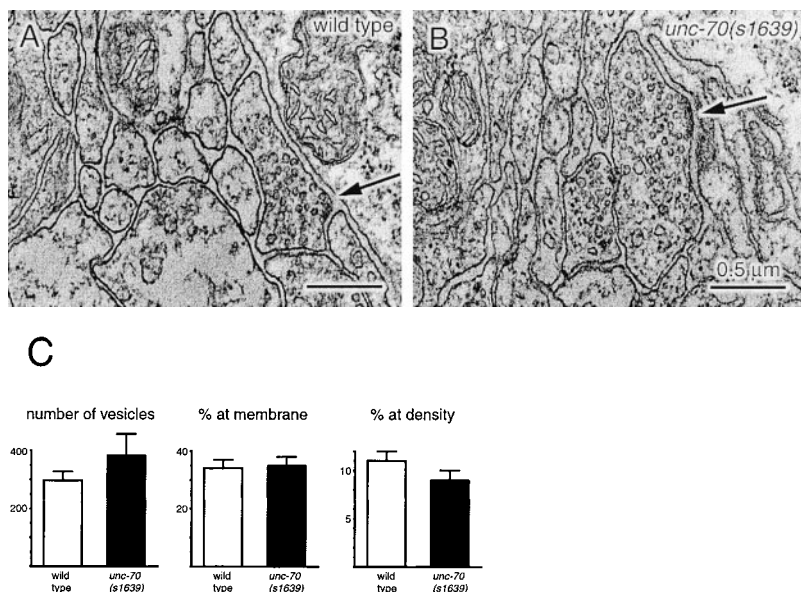 A
wild type
B
unc-70(s1639)
0.5 µm
C
number of vesicles
400
200
wild type
unc-70 (s1639)
% at membrane
40
20
wild type
unc-70 (s1639)
% at density
10
5
wild type
unc-70 (s1639)